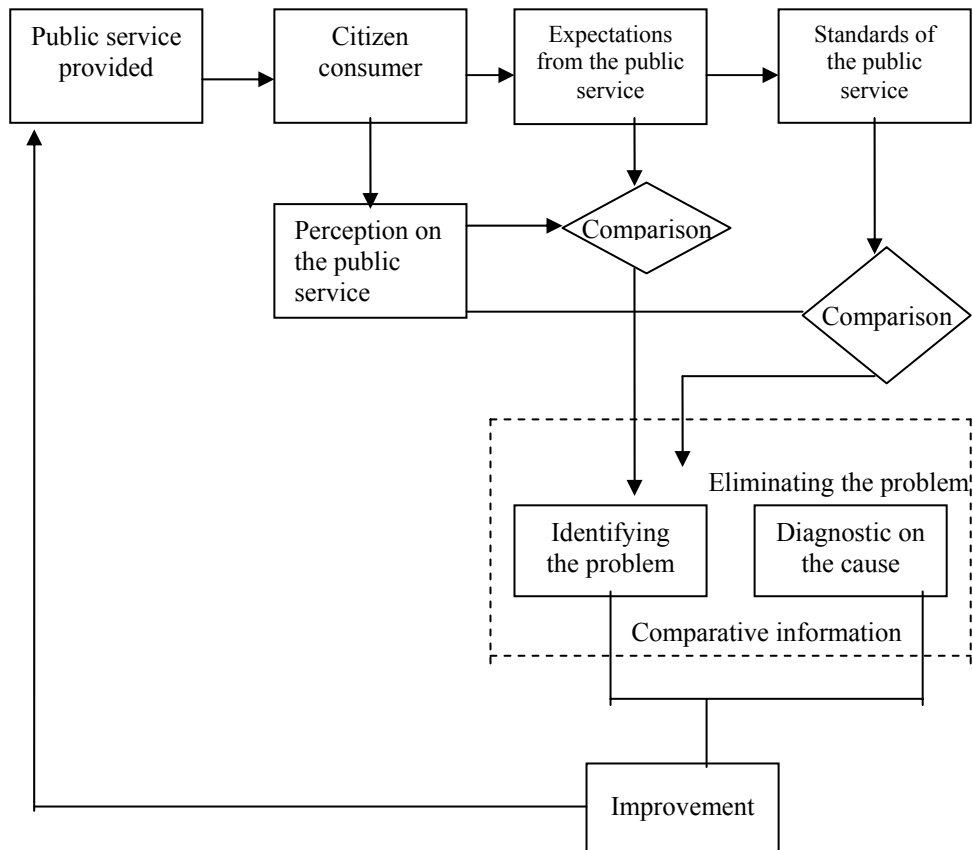 Public service
provided
Citizen
consumer
Expectations
from the public
service
Standards of
the public
service
Perception on
the public
service
Comparison
Comparison
Eliminating the problem
Identifying
the problem
Diagnostic on
the cause
Comparative information
Improvement